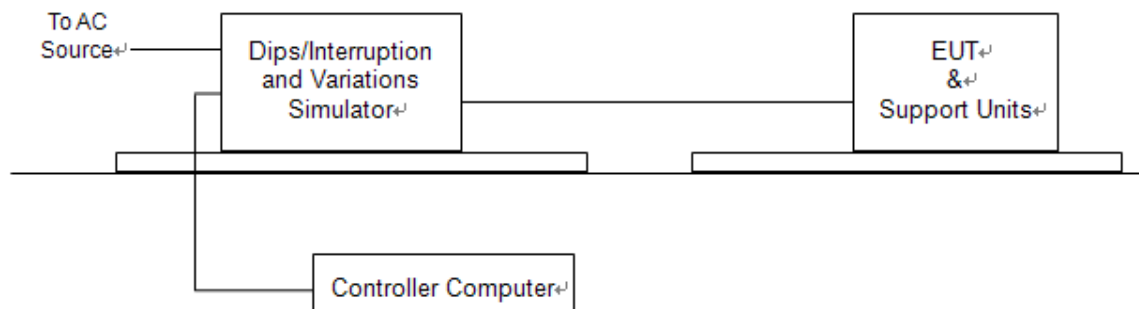 To AC
Source↵
Dips/Interruption
and Variations
Simulator↵
EUT↵
&↵
Support Units↵
Controller Computer↵